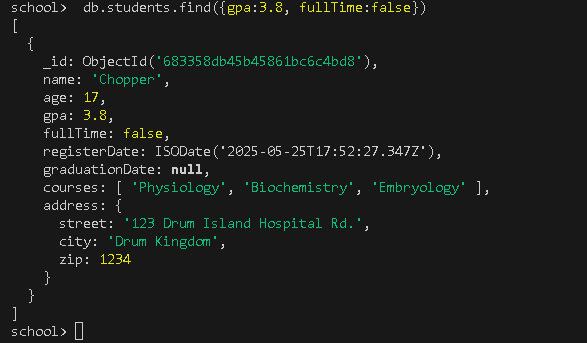 school> db.students.find({gpa:3.8, fullTime:false})
[
  {
    _id: ObjectId('683358db45b45861bc6c4bd8'),
    name: 'Chopper',
    age: 17,
    gpa: 3.8,
    fullTime: false,
    registerDate: ISODate('2025-05-25T17:52:27.347Z'),
    graduationDate: null,
    courses: [ 'Physiology', 'Biochemistry', 'Embryology' ],
    address: {
      street: '123 Drum Island Hospital Rd.',
      city: 'Drum Kingdom',
      zip: 1234
    }
  }
]
school>